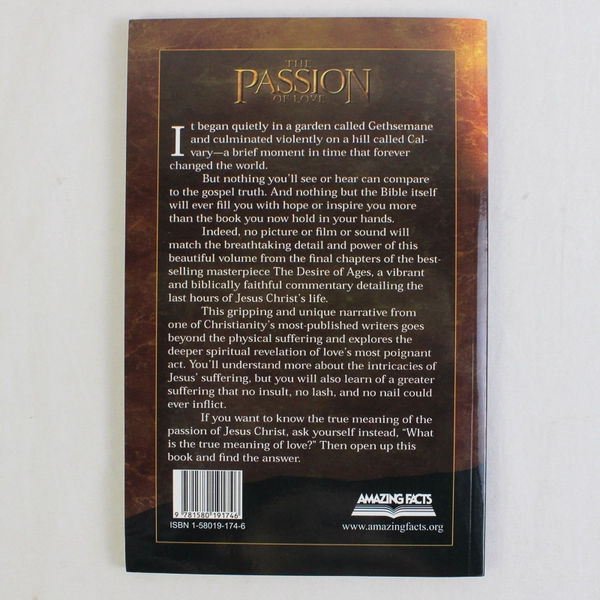 THE
PASSION
OF LOVE
It began quietly in a garden called Gethsemane
and culminated violently on a hill called Cal-
vary—a brief moment in time that forever
changed the world.
But nothing you'll see or hear can compare
to the gospel truth. And nothing but the Bible itself
will ever fill you with hope or inspire you more
than the book you now hold in your hands.
Indeed, no picture or film or sound will
match the breathtaking detail and power of this
beautiful volume from the final chapters of the best-
selling masterpiece The Desire of Ages, a vibrant
and biblically faithful commentary detailing the
last hours of Jesus Christ's life.
This gripping and unique narrative from
one of Christianity's most-published writers goes
beyond the physical suffering and explores the
deeper spiritual revelation of love's most poignant
act. You'll understand more about the intricacies of
Jesus' suffering, but you will also learn of a greater
suffering that no insult, no lash, and no nail could
ever inflict.
If you want to know the true meaning of the
passion of Jesus Christ, ask yourself instead, "What
is the true meaning of love?" Then open up this
book and find the answer.
9 781580 191746
ISBN 1-58019-174-6
AMAZING FACTS
www.amazingfacts.org